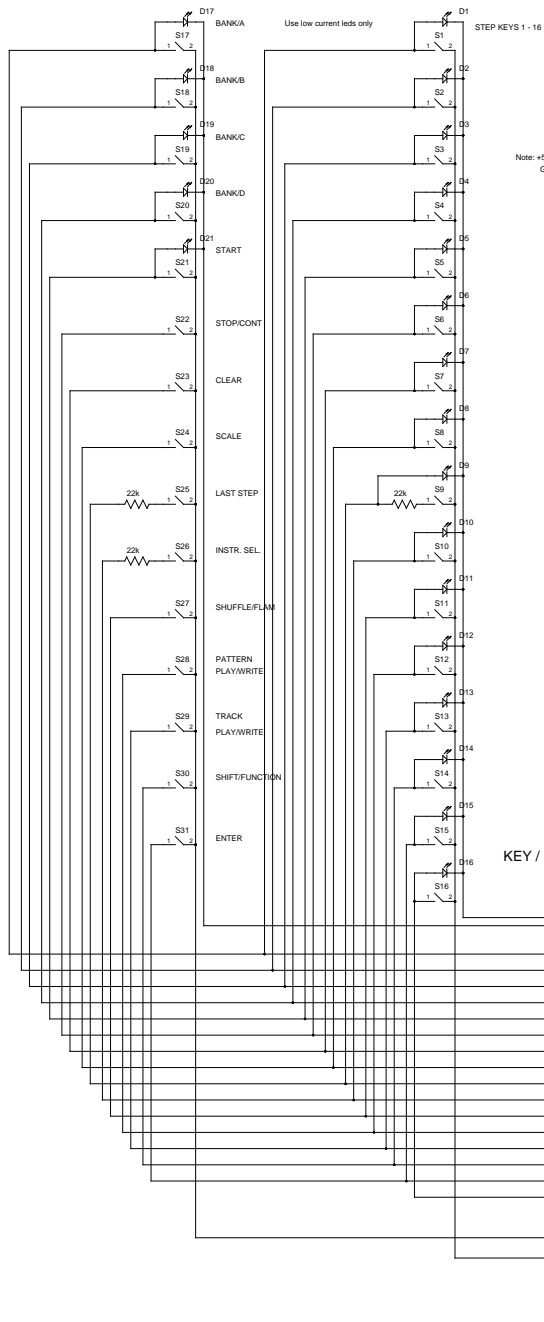 D17
BANK/A
Use low current leds only
D1
STEP KEYS 1 - 16
S17
1 2
S1
1 2
D18
BANK/B
D2
S18
1 2
S2
1 2
D19
BANK/C
D3
S19
1 2
S3
1 2
Note: +5
G
D20
BANK/D
D4
S20
1 2
S4
1 2
D21
START
D5
S21
1 2
S5
1 2
D6
S22
STOP/CONT
1 2
S6
1 2
D7
S23
CLEAR
1 2
S7
1 2
D8
S24
SCALE
1 2
S8
1 2
D9
22k
S25
LAST STEP
1 2
22k
S9
1 2
D10
22k
S26
INSTR. SEL.
1 2
S10
1 2
D11
S27
SHUFFLE/FLAM
1 2
S11
1 2
D12
S28
PATTERN
PLAY/WRITE
1 2
S12
1 2
D13
S29
TRACK
PLAY/WRITE
1 2
S13
1 2
D14
S30
SHIFT/FUNCTION
1 2
S14
1 2
D15
S31
ENTER
1 2
S15
1 2
KEY /
D16
S16
1 2